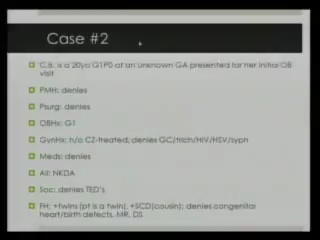 Case #2
C.B. is a 20yo G1P0 at an unknown GA presented for her initial OB
visit
PMH: denies
Psurg: denies
OBHx: G1
GynHx: h/o CZ-treated; denies GC/trich/HIV/HSV/syph
Meds: denies
All: NKDA
Soc: denies TED's
FH: +twins (pt is a twin), +SCD(cousin); denies congenital
heart/birth defects, MR, DS